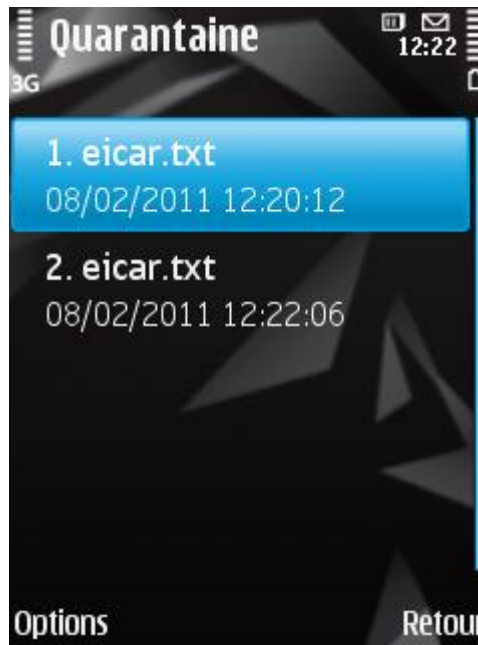 Quarantaine
12:22
3G
1. eicar.txt
08/02/2011 12:20:12
2. eicar.txt
08/02/2011 12:22:06
Options
Retour